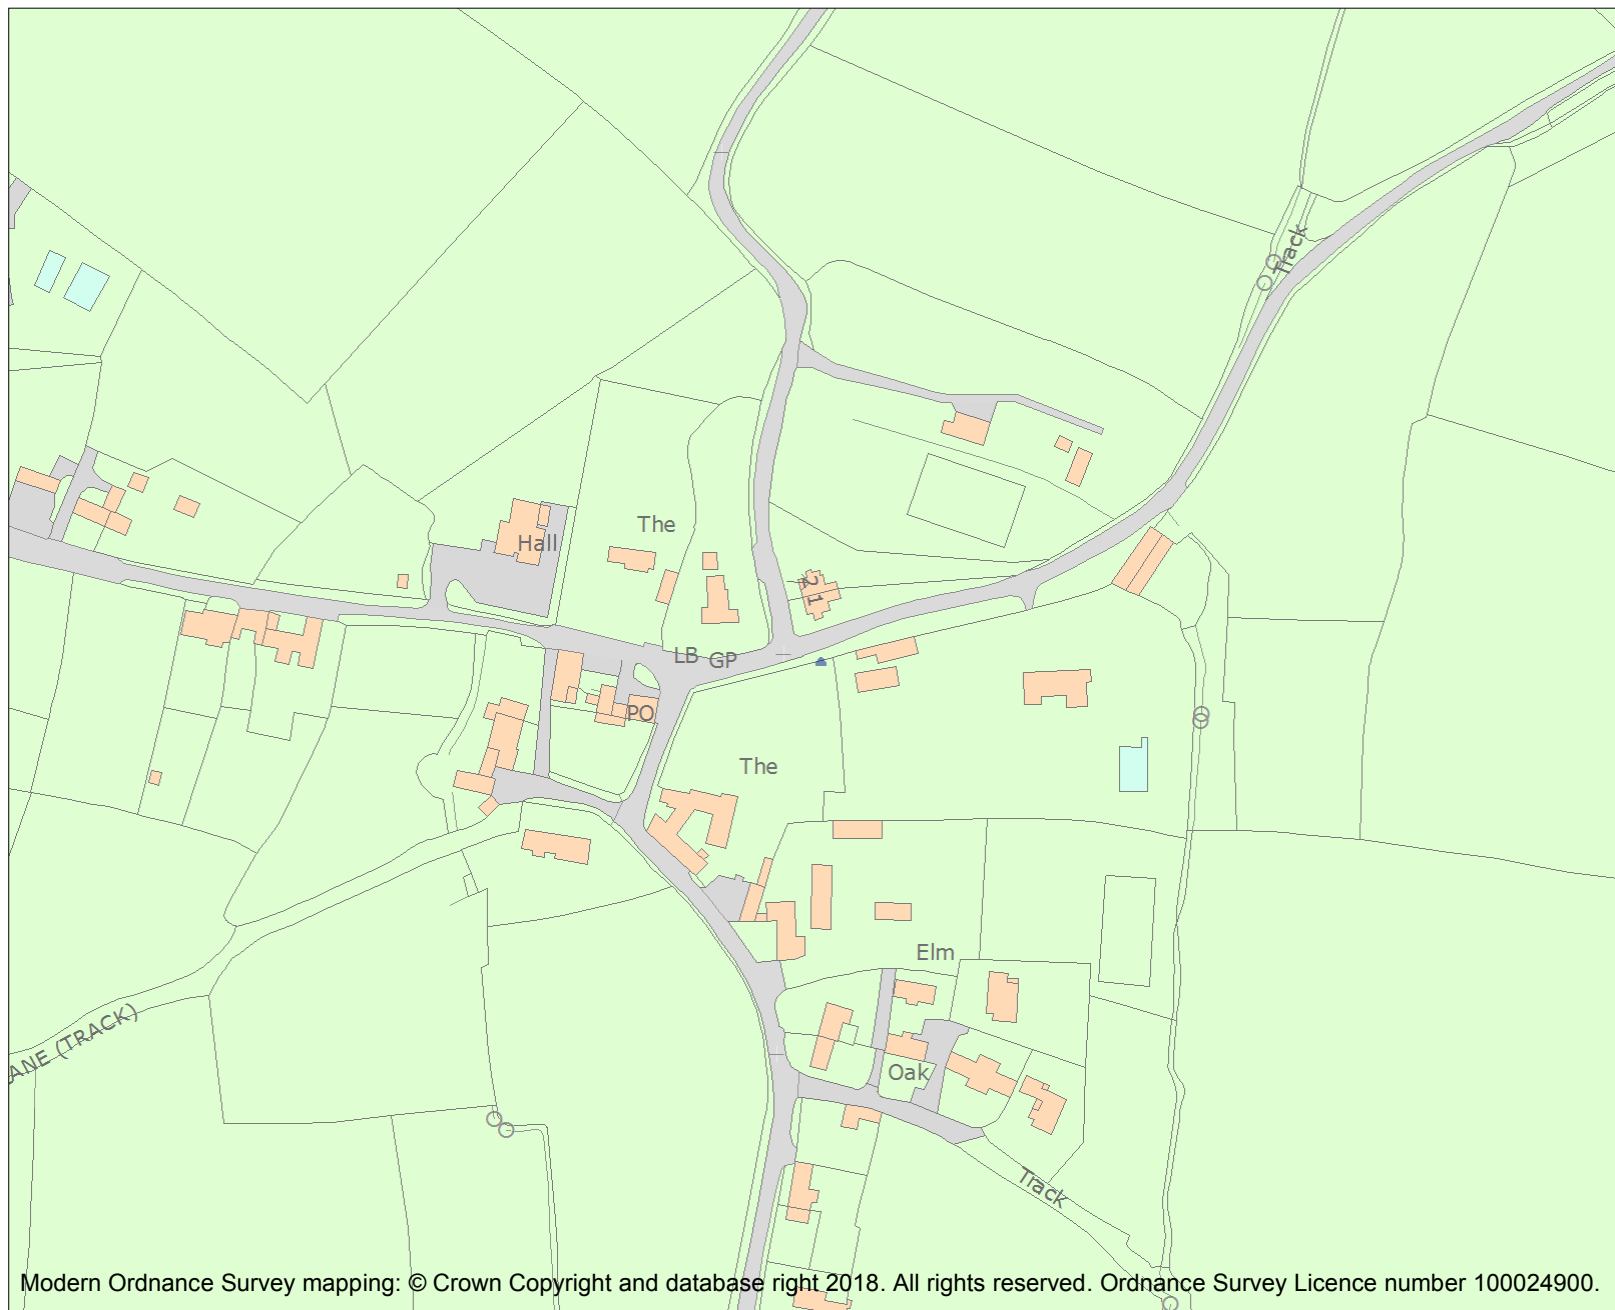 Track
The
Hall
21
LB GP
PO
The
Elm
ANE (TRACK)
Oak
Track
Modern Ordnance Survey mapping: © Crown Copyright and database right 2018. All rights reserved. Ordnance Survey Licence number 100024900.